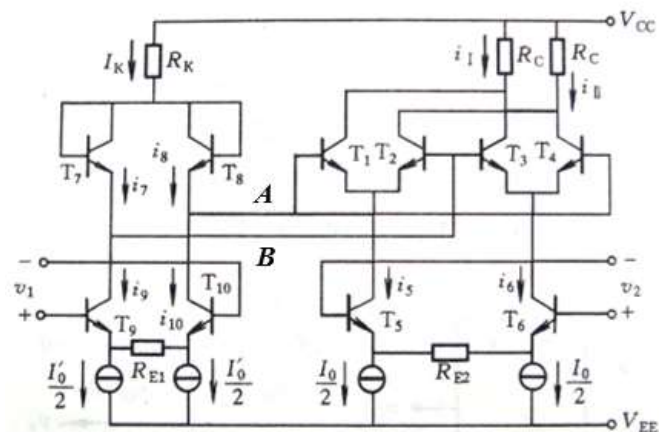 V_CC
I_K R_K i_Ⅰ R_C R_C
i_Ⅱ
T_7 i_8 T_8 T_1 T_2 T_3 T_4
i_7 A
B
− T_10 −
v_1 i_9 i_5 i_6 v_2
+ T_9 i_10 T_5 T_6 +
I'_0/2 R_E1 I'_0/2 I_0/2 R_E2 I_0/2
V_EE